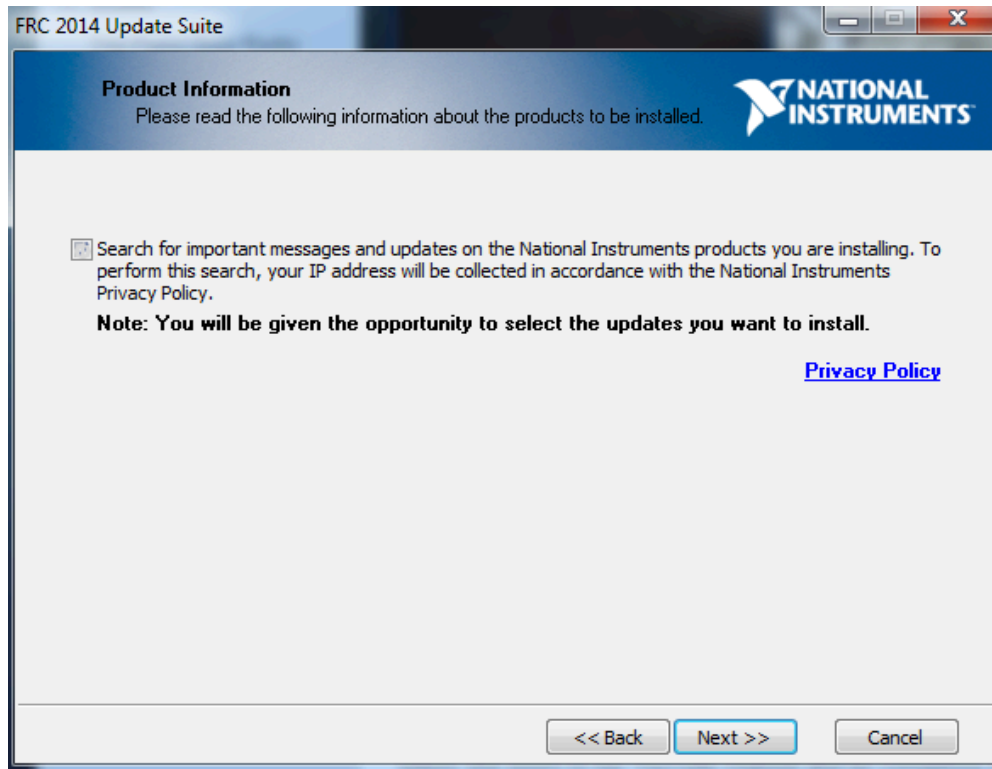 FRC 2014 Update Suite
Product Information
Please read the following information about the products to be installed.
NATIONAL
INSTRUMENTS™
Search for important messages and updates on the National Instruments products you are installing. To
perform this search, your IP address will be collected in accordance with the National Instruments
Privacy Policy.
Note: You will be given the opportunity to select the updates you want to install.
Privacy Policy
<< Back
Next >>
Cancel